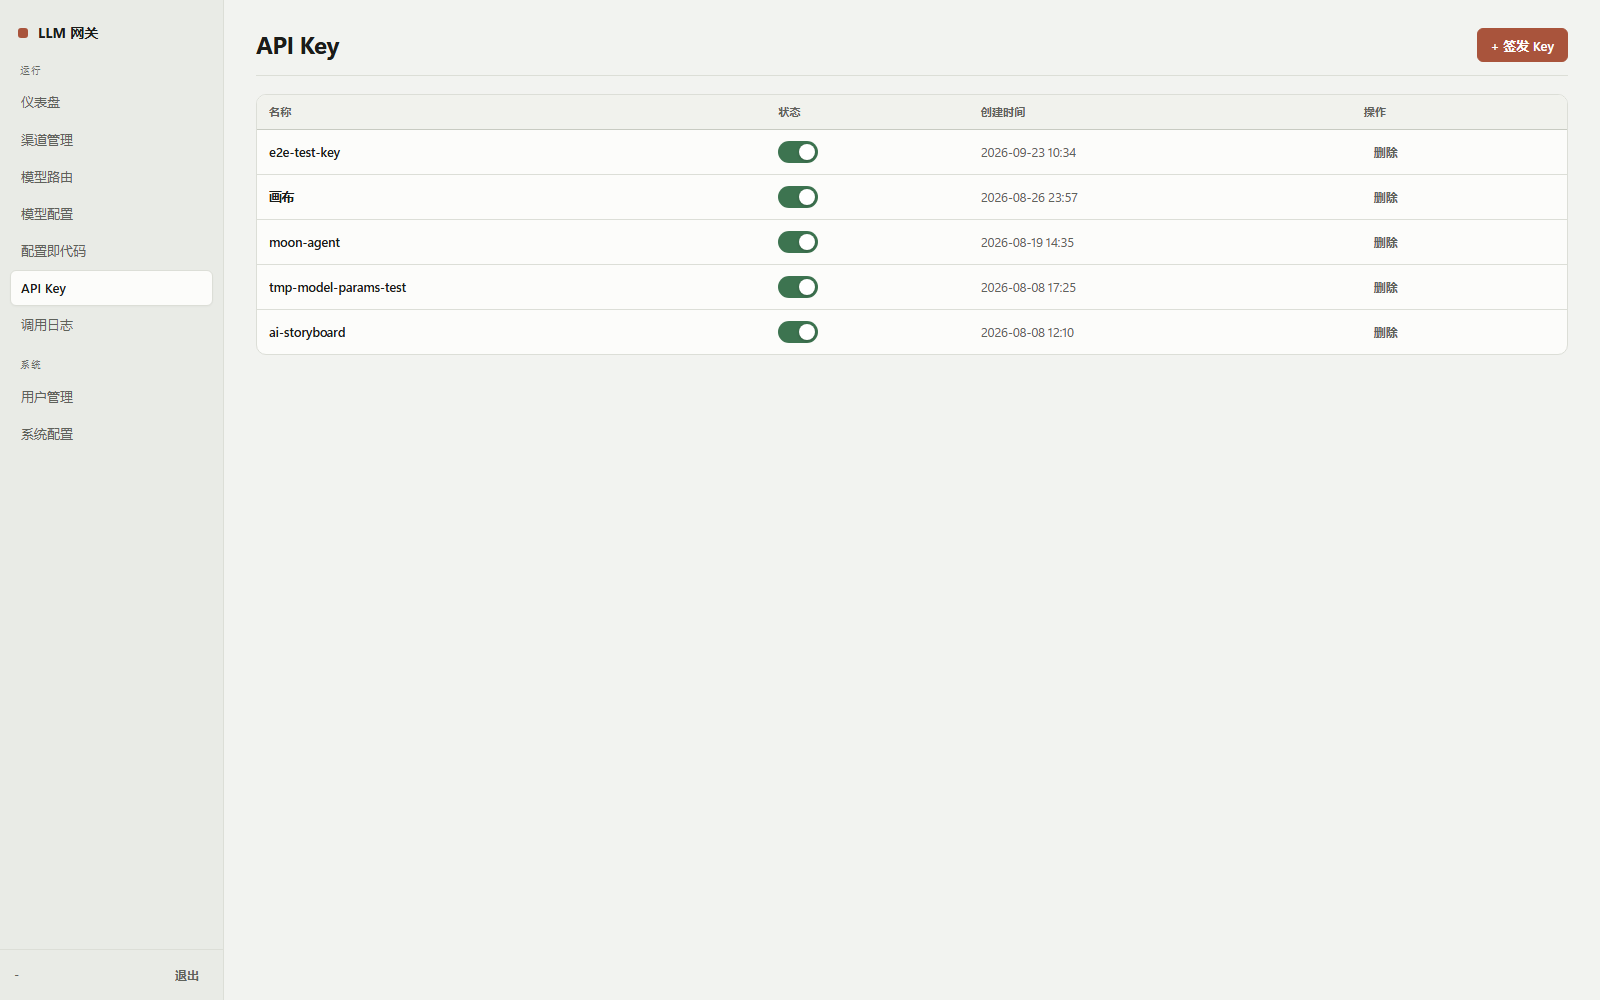 LLM 网关
运行
仪表盘
渠道管理
模型路由
模型配置
配置即代码
API Key
调用日志
系统
用户管理
系统配置
-
退出
API Key
+ 签发 Key
名称 状态 创建时间 操作
e2e-test-key 2026-09-23 10:34 删除
画布 2026-08-26 23:57 删除
moon-agent 2026-08-19 14:35 删除
tmp-model-params-test 2026-08-08 17:25 删除
ai-storyboard 2026-08-08 12:10 删除